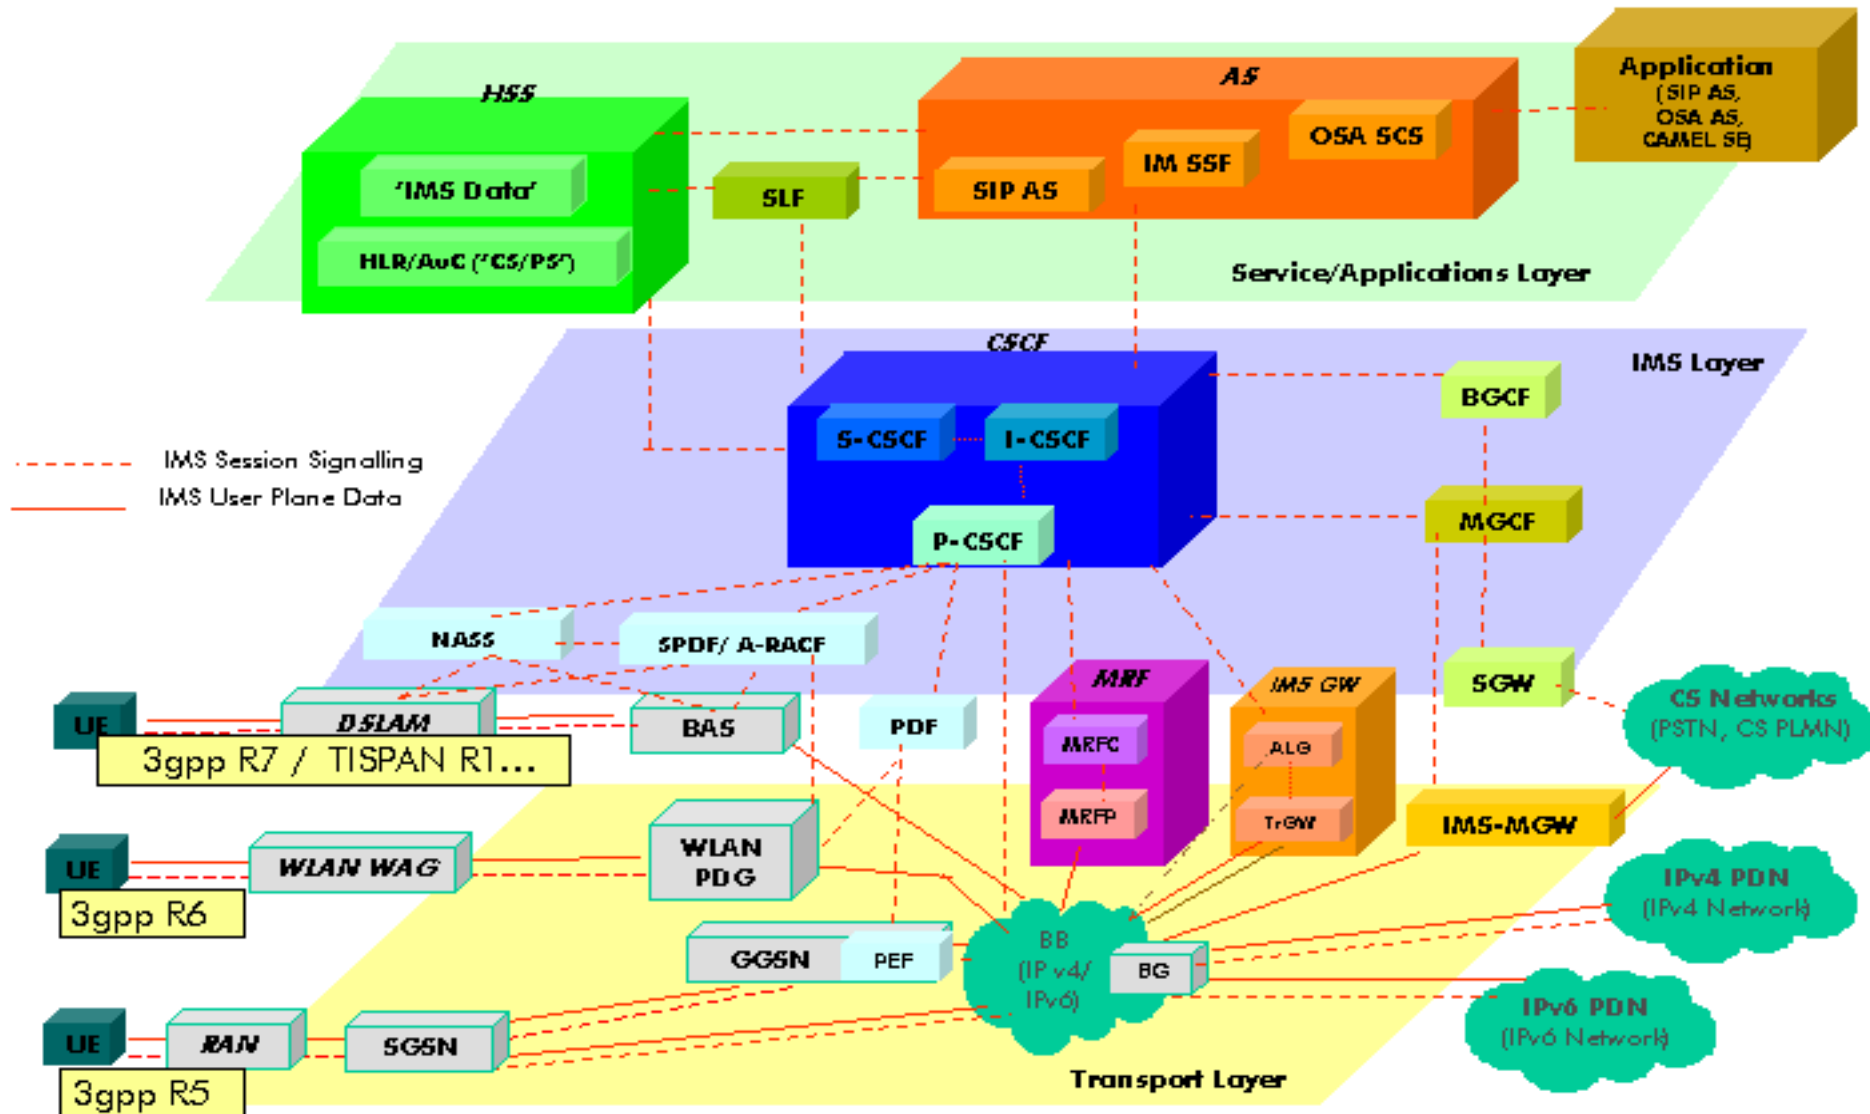 HSS
AS
Application
(SIP AS,
OSA AS,
CAMEL SE)
'IMS Data'
SLF
SIP AS
IM SSF
OSA SCS
HLR/AuC ('CS/PS')
Service/Applications Layer
CSCF
IMS Layer
BGCF
S-CSCF
I-CSCF
IMS Session Signalling
IMS User Plane Data
P-CSCF
MGCF
NASS
SPDF/ A-RACF
MRF
IMS GW
SGW
CS Networks
(PSTN, CS PLMN)
UE
DSLAM
BAS
PDF
MRFC
ALG
3gpp R7 / TISPAN R1...
MRFP
TrGW
IMS-MGW
UE
WLAN WAG
WLAN
PDG
3gpp R6
IPv4 PDN
(IPv4 Network)
GGSN
PEF
BB
(IP v4/
IPv6)
BG
IPv6 PDN
(IPv6 Network)
UE
RAN
SGSN
3gpp R5
Transport Layer